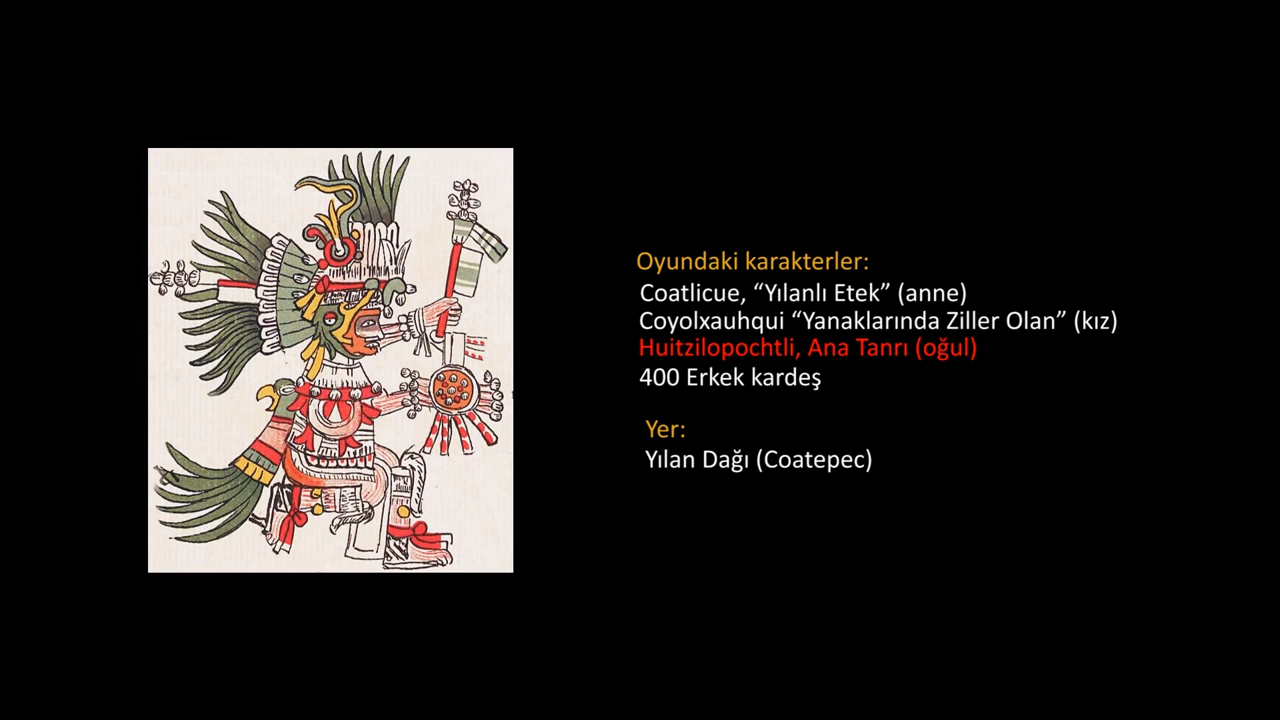 Oyundaki karakterler:
Coatlicue, “Yılanlı Etek” (anne)
Coyolxauhqui “Yanaklarında Ziller Olan” (kız)
Huitzilopochtli, Ana Tanrı (oğul)
400 Erkek kardeş
Yer:
Yılan Dağı (Coatepec)